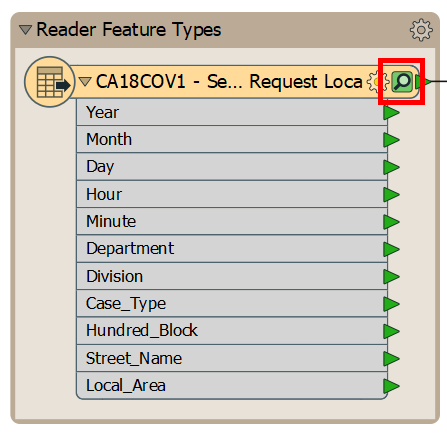 Reader Feature Types
CA18COV1 - Se... Request Loca
Year
Month
Day
Hour
Minute
Department
Division
Case_Type
Hundred_Block
Street_Name
Local_Area